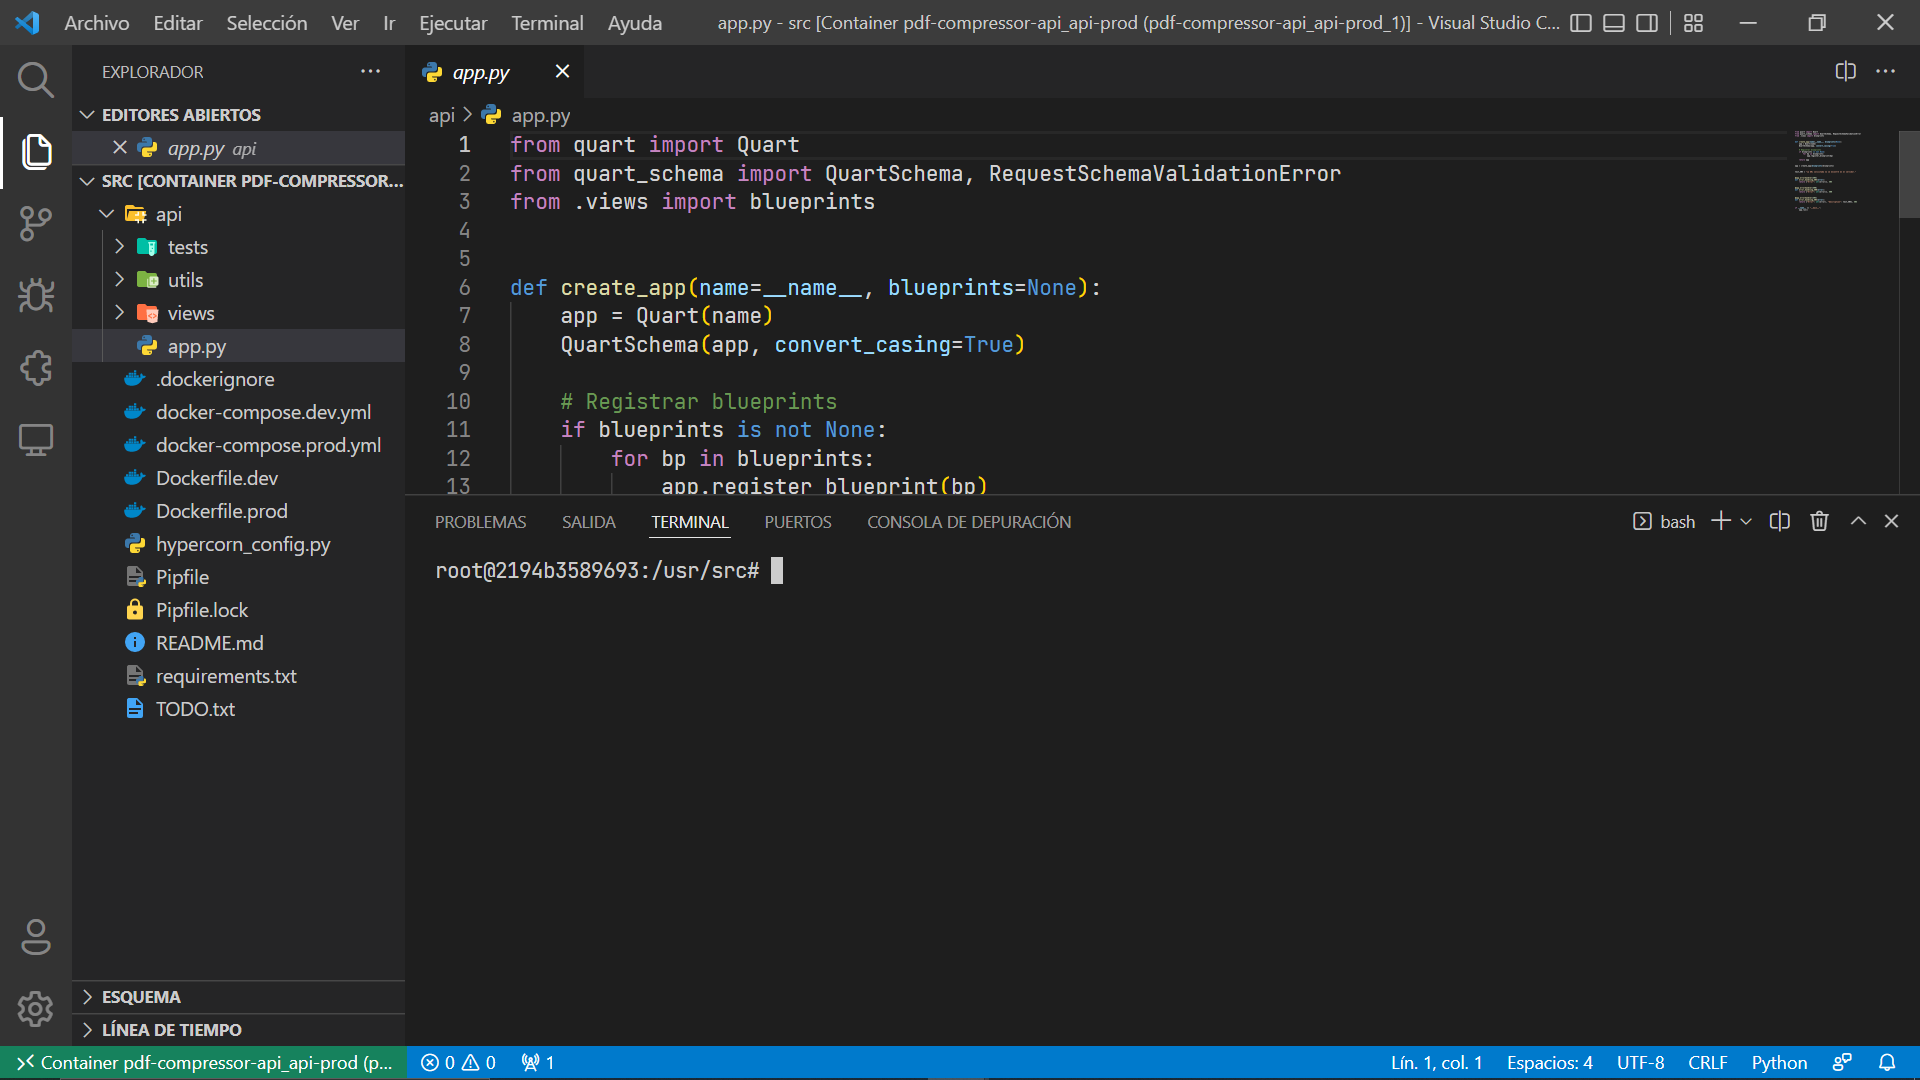 Archivo Editar Selección Ver Ir Ejecutar Terminal Ayuda app.py - src [Container pdf-compressor-api_api-prod (pdf-compressor-api_api-prod_1)] - Visual Studio C...
EXPLORADOR
EDITORES ABIERTOS
app.py api
SRC [CONTAINER PDF-COMPRESSOR...
api
tests
utils
views
app.py
.dockerignore
docker-compose.dev.yml
docker-compose.prod.yml
Dockerfile.dev
Dockerfile.prod
hypercorn_config.py
Pipfile
Pipfile.lock
README.md
requirements.txt
TODO.txt
ESQUEMA
LÍNEA DE TIEMPO
app.py
api > app.py
1 from quart import Quart
2 from quart_schema import QuartSchema, RequestSchemaValidationError
3 from .views import blueprints
4
5
6 def create_app(name=__name__, blueprints=None):
7 app = Quart(name)
8 QuartSchema(app, convert_casing=True)
9
10 # Registrar blueprints
11 if blueprints is not None:
12 for bp in blueprints:
13 app.register_blueprint(bp)
PROBLEMAS SALIDA TERMINAL PUERTOS CONSOLA DE DEPURACIÓN bash
root@2194b3589693:/usr/src#
Container pdf-compressor-api_api-prod (p... 0 0 1 Lín. 1, col. 1 Espacios: 4 UTF-8 CRLF Python